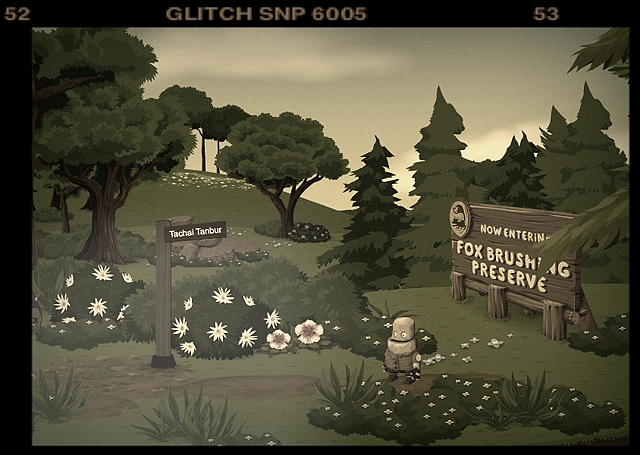 52 GLITCH SNP 6005 53
Tachai Tanbur
NOW ENTERING
FOX BRUSHING
PRESERVE